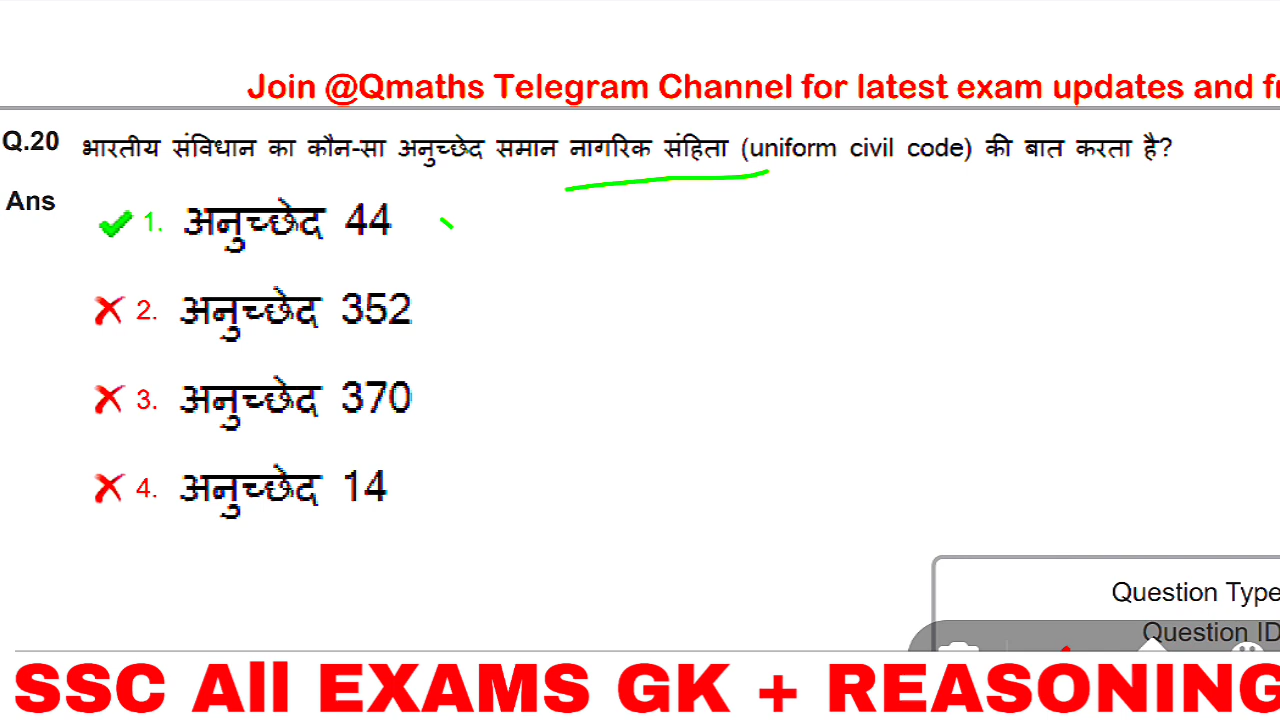 Join @Qmaths Telegram Channel for latest exam updates and fr
Q.20 भारतीय संविधान का कौन-सा अनुच्छेद समान नागरिक संहिता (uniform civil code) की बात करता है?
Ans
1. अनुच्छेद 44
2. अनुच्छेद 352
3. अनुच्छेद 370
4. अनुच्छेद 14
Question Type
Question ID
SSC All EXAMS GK + REASONING